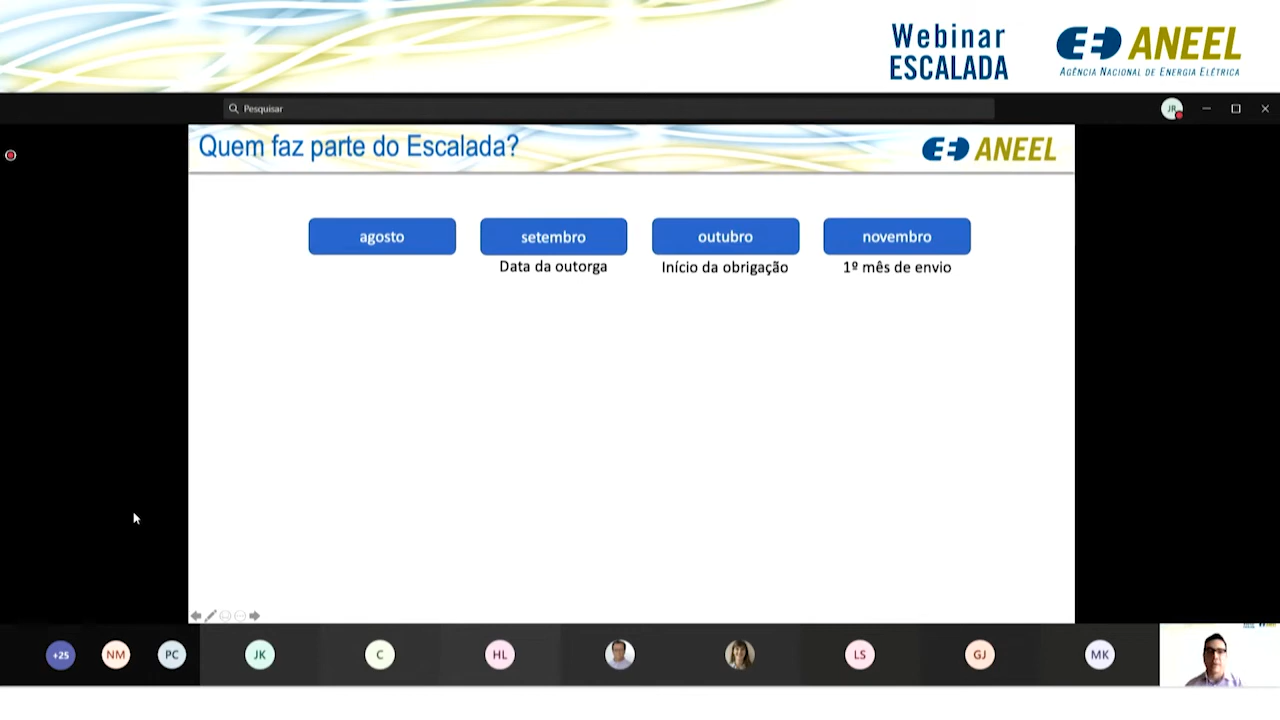 Webinar
ESCALADA
ANEEL
AGÊNCIA NACIONAL DE ENERGIA ELÉTRICA
Pesquisar
JR
Quem faz parte do Escalada?
ANEEL
agosto
setembro
outubro
novembro
Data da outorga
Início da obrigação
1º mês de envio
+25
NM
PC
JK
C
HL
LS
GJ
MK
ANEEL